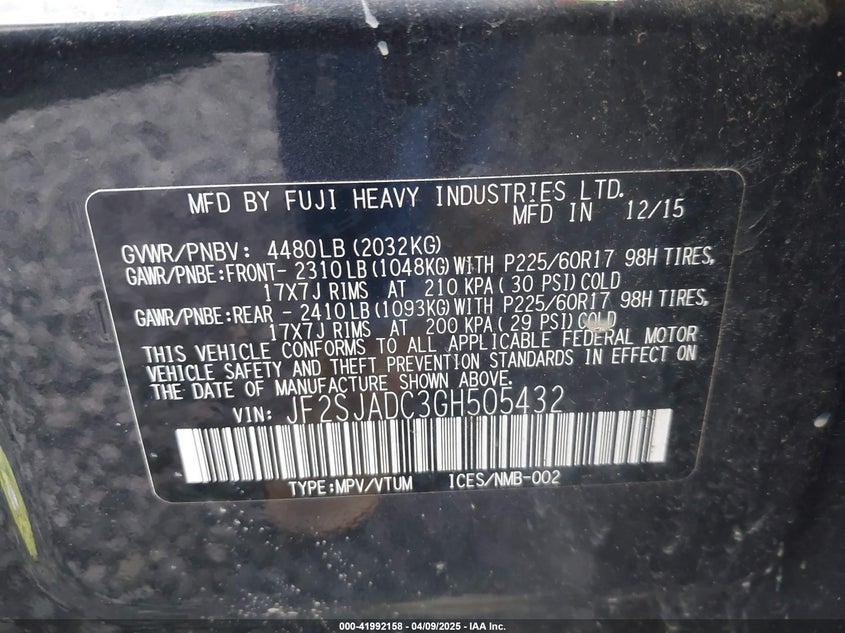 MFD BY FUJI HEAVY INDUSTRIES LTD.
MFD IN 12/15
GVWR/PNBV: 4480LB (2032KG)
GAWR/PNBE:FRONT- 2310LB (1048KG) WITH P225/60R17 98H TIRES,
17X7J RIMS AT 210 KPA ( 30 PSI) COLD
GAWR/PNBE:REAR - 2410LB (1093KG) WITH P225/60R17 98H TIRES,
17X7J RIMS AT 200 KPA ( 29 PSI) COLD
THIS VEHICLE CONFORMS TO ALL APPLICABLE FEDERAL MOTOR
VEHICLE SAFETY AND THEFT PREVENTION STANDARDS IN EFFECT ON
THE DATE OF MANUFACTURE SHOWN ABOVE.
VIN: JF2SJADC3GH505432
TYPE:MPV/VTUM ICES/NMB-002
000-41992158 - 04/09/2025 - IAA Inc.